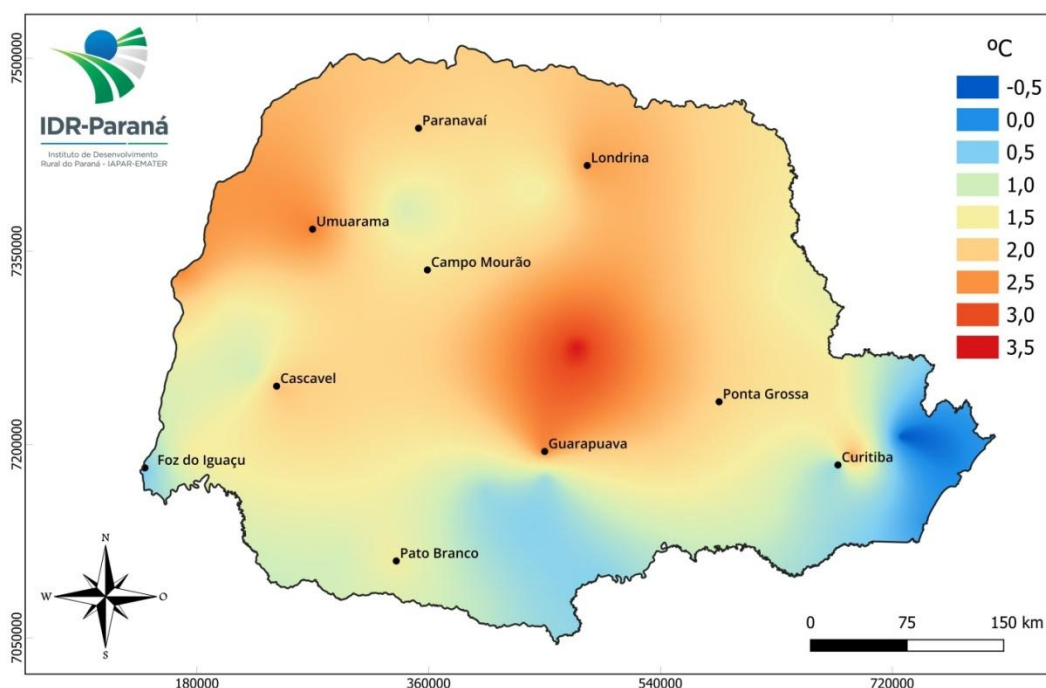 IDR-Paraná
Instituto de Desenvolvimento
Rural do Paraná - IAPAR-EMATER
ºC
-0,5
0,0
0,5
1,0
1,5
2,0
2,5
3,0
3,5
7500000
7350000
7200000
7050000
Paranavaí
Londrina
Umuarama
Campo Mourão
Cascavel
Ponta Grossa
Guarapuava
Curitiba
Foz do Iguaçu
Pato Branco
N
W
O
S
0 75 150 km
180000 360000 540000 720000